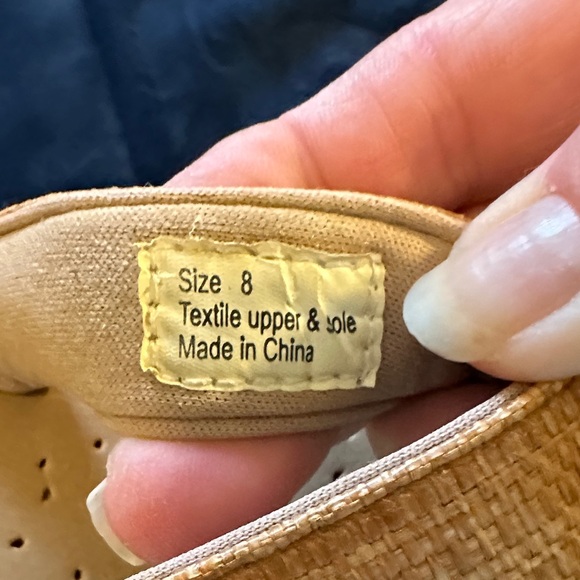 Size 8
Textile upper & sole
Made in China